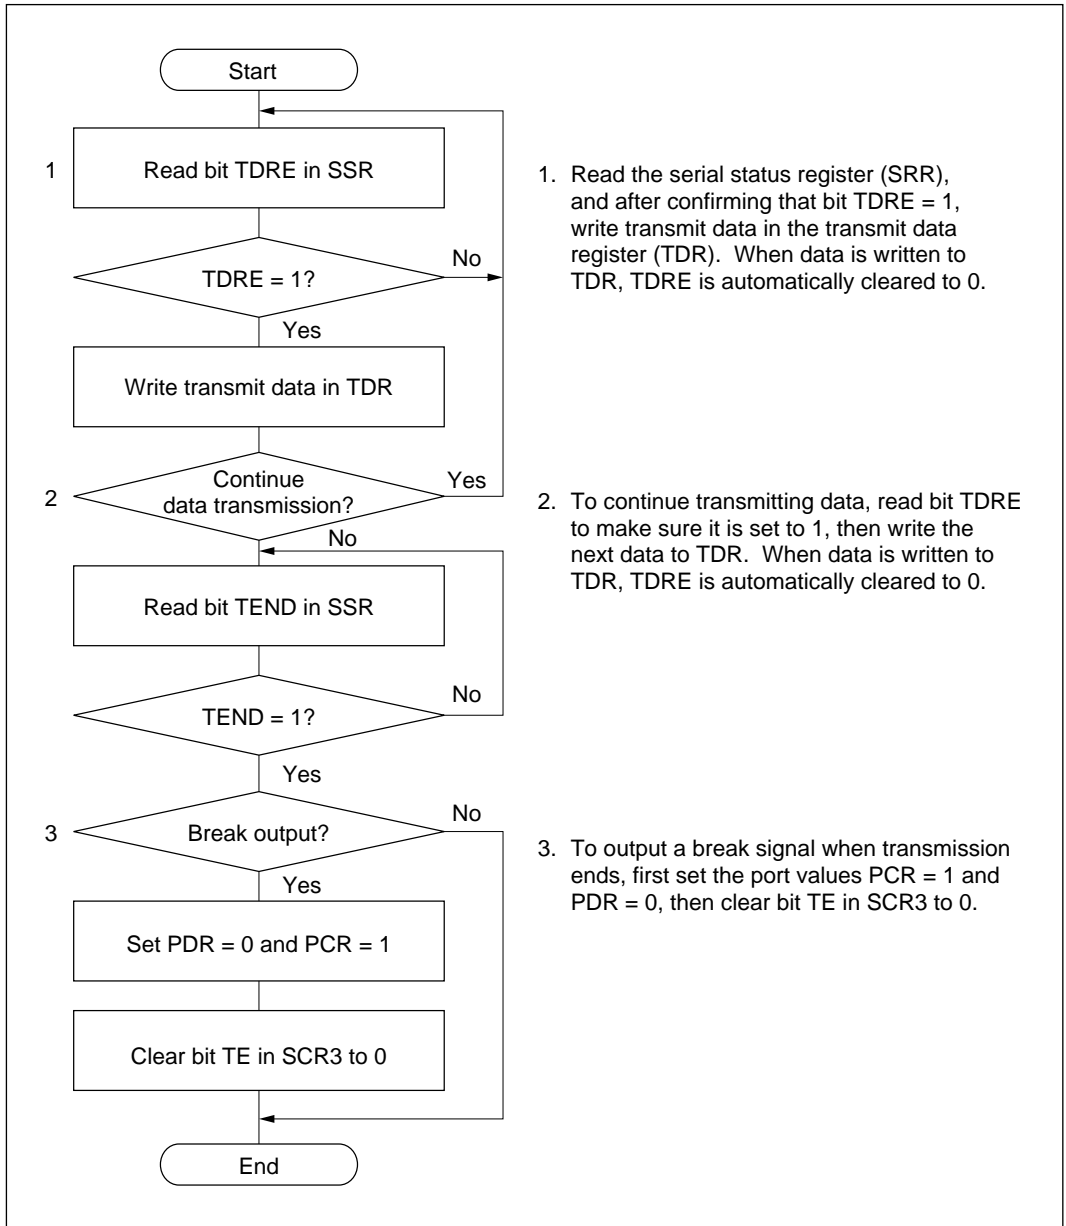 Start
1
Read bit TDRE in SSR
TDRE = 1?
No
Yes
Write transmit data in TDR
2
Continue
data transmission?
Yes
No
Read bit TEND in SSR
TEND = 1?
No
Yes
3
Break output?
No
Yes
Set PDR = 0 and PCR = 1
Clear bit TE in SCR3 to 0
End
1. Read the serial status register (SRR),
and after confirming that bit TDRE = 1,
write transmit data in the transmit data
register (TDR). When data is written to
TDR, TDRE is automatically cleared to 0.
2. To continue transmitting data, read bit TDRE
to make sure it is set to 1, then write the
next data to TDR. When data is written to
TDR, TDRE is automatically cleared to 0.
3. To output a break signal when transmission
ends, first set the port values PCR = 1 and
PDR = 0, then clear bit TE in SCR3 to 0.